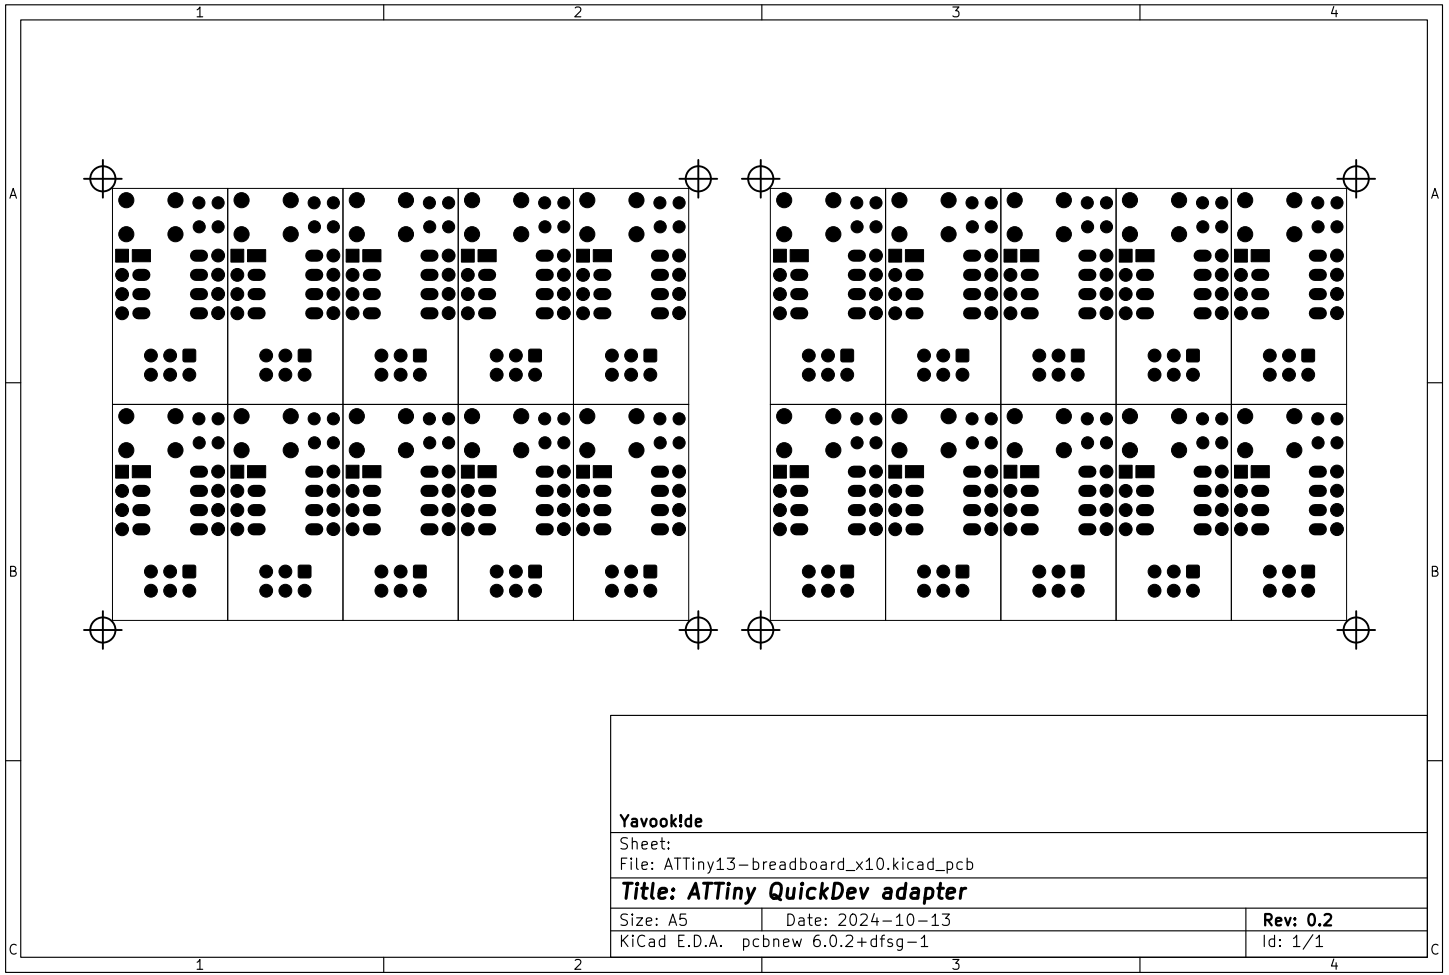 1 2 3 4
A A
B B
Yavook!de
Sheet:
File: ATTiny13-breadboard_x10.kicad_pcb
Title: ATTiny QuickDev adapter
Size: A5 Date: 2024-10-13 Rev: 0.2
KiCad E.D.A. pcbnew 6.0.2+dfsg-1 Id: 1/1
C C
1 2 3 4